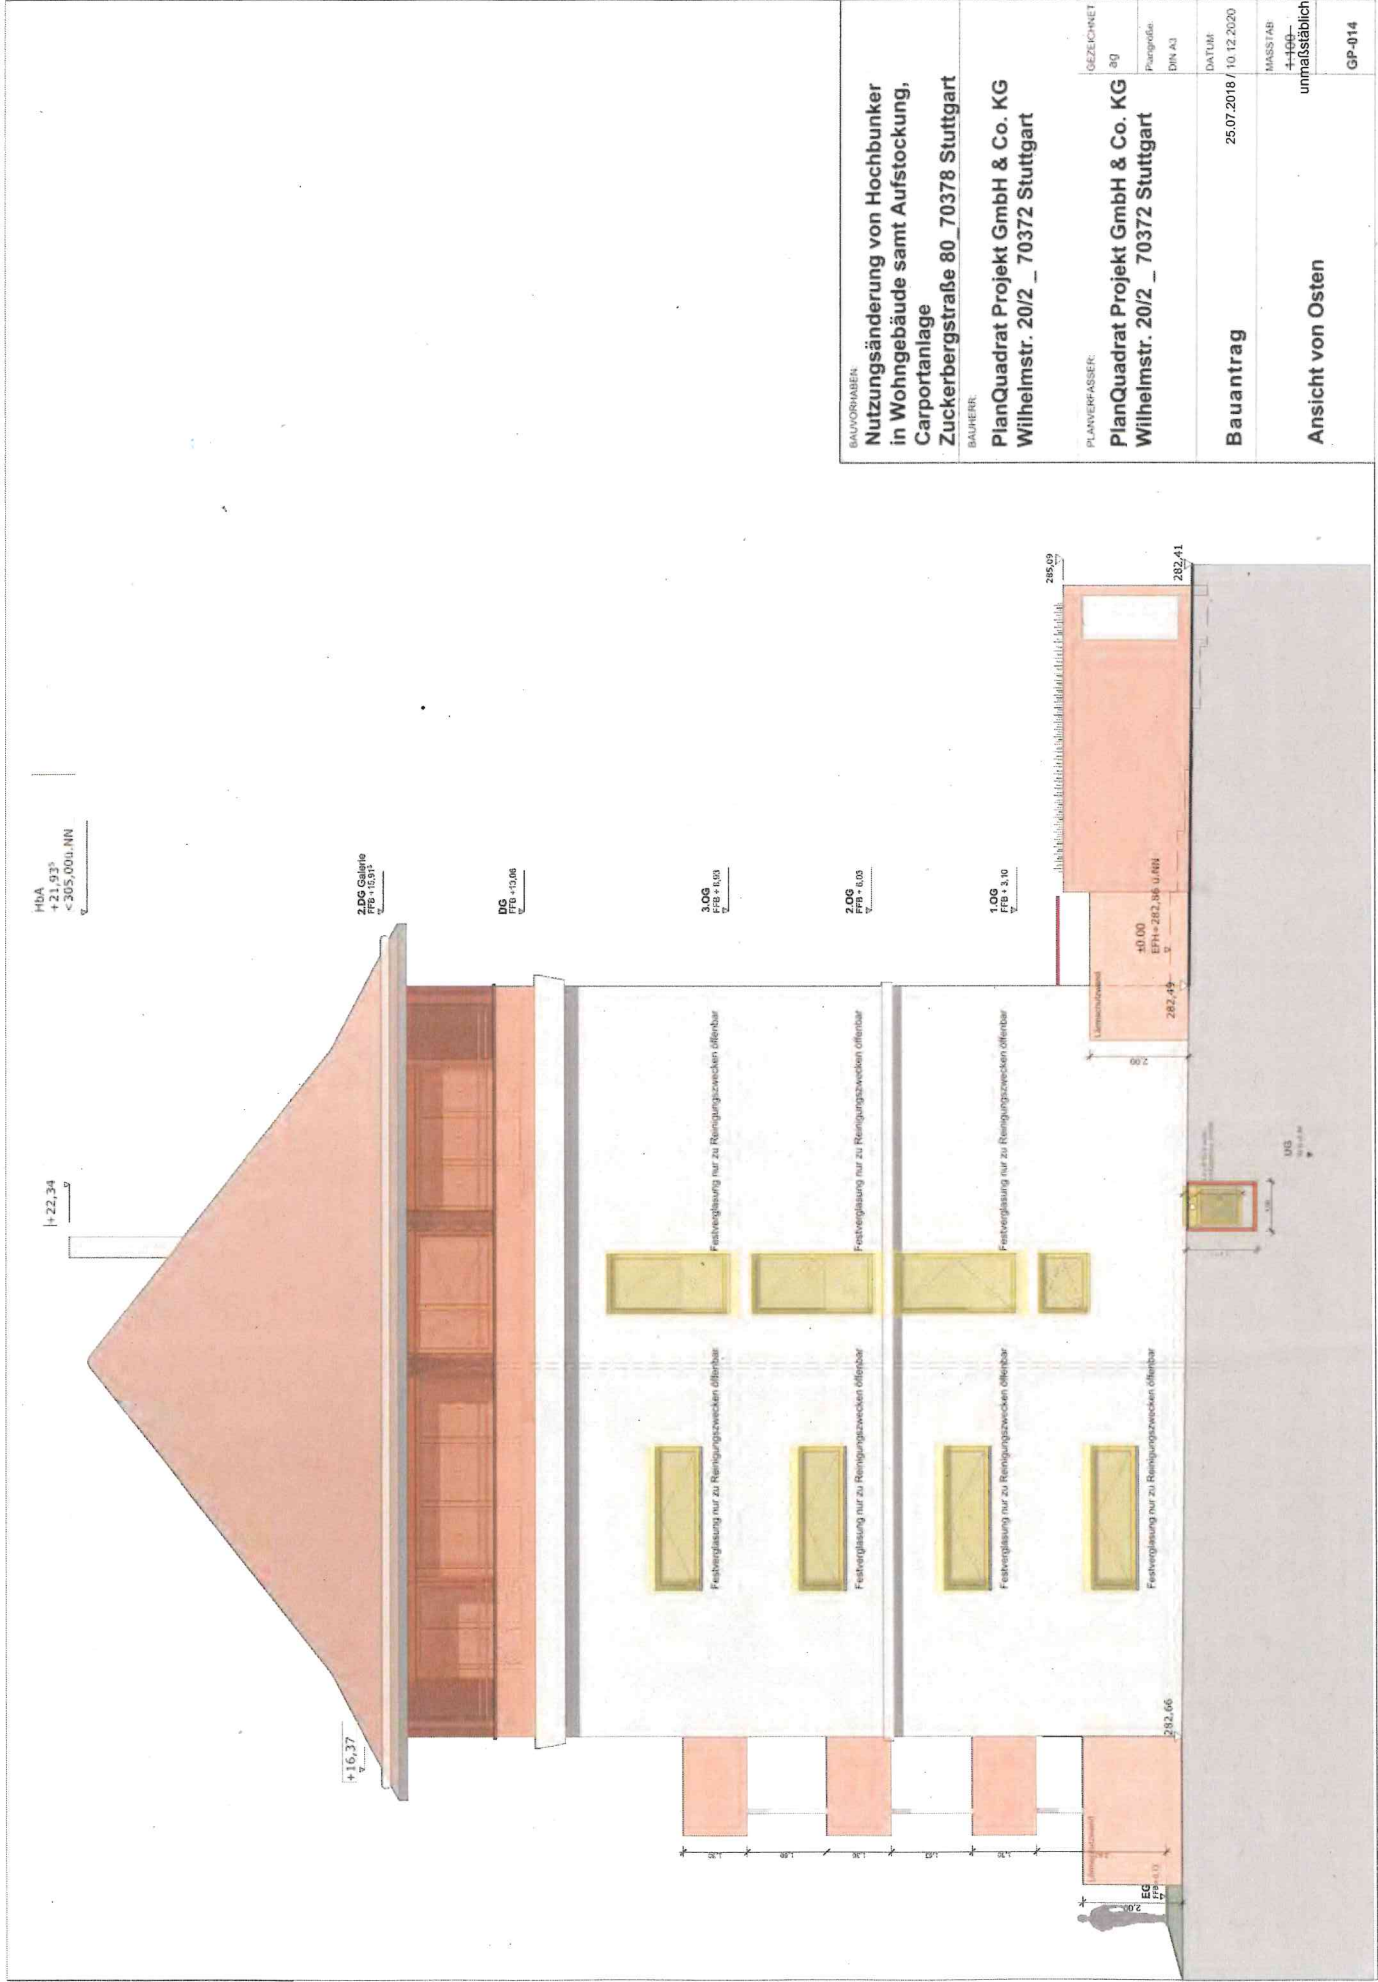 HbA
+21,93⁵
<305,00ü.NN
+22,34
+16,37
2.DG Galerie
FFB +15,91⁵
DG
FFB +13,06
3.OG
FFB + 8,93
2.OG
FFB + 6,03
1.OG
FFB + 3,10
Festverglasung nur zu Reinigungszwecken öffenbar
Festverglasung nur zu Reinigungszwecken öffenbar
Festverglasung nur zu Reinigungszwecken öffenbar
Festverglasung nur zu Reinigungszwecken öffenbar
Festverglasung nur zu Reinigungszwecken öffenbar
Festverglasung nur zu Reinigungszwecken öffenbar
Festverglasung nur zu Reinigungszwecken öffenbar
285,09
282,41
±0.00
EFH=282,86 ü.NN
Lärmschutzwand
282,49
2,00
282,66
Lärmschutzwand
EG
2,00
UG
BAUVORHABEN:
Nutzungsänderung von Hochbunker
in Wohngebäude samt Aufstockung,
Carportanlage
Zuckerbergstraße 80_70378 Stuttgart
BAUHERR:
PlanQuadrat Projekt GmbH & Co. KG
Wilhelmstr. 20/2 _ 70372 Stuttgart
PLANVERFASSER:
PlanQuadrat Projekt GmbH & Co. KG
Wilhelmstr. 20/2 _ 70372 Stuttgart
GEZEICHNET
ag
Plangröße:
DIN A3
Bauantrag
DATUM:
25.07.2018 / 10.12.2020
MASSTAB:
1:100
unmaßstäblich
Ansicht von Osten
GP-014